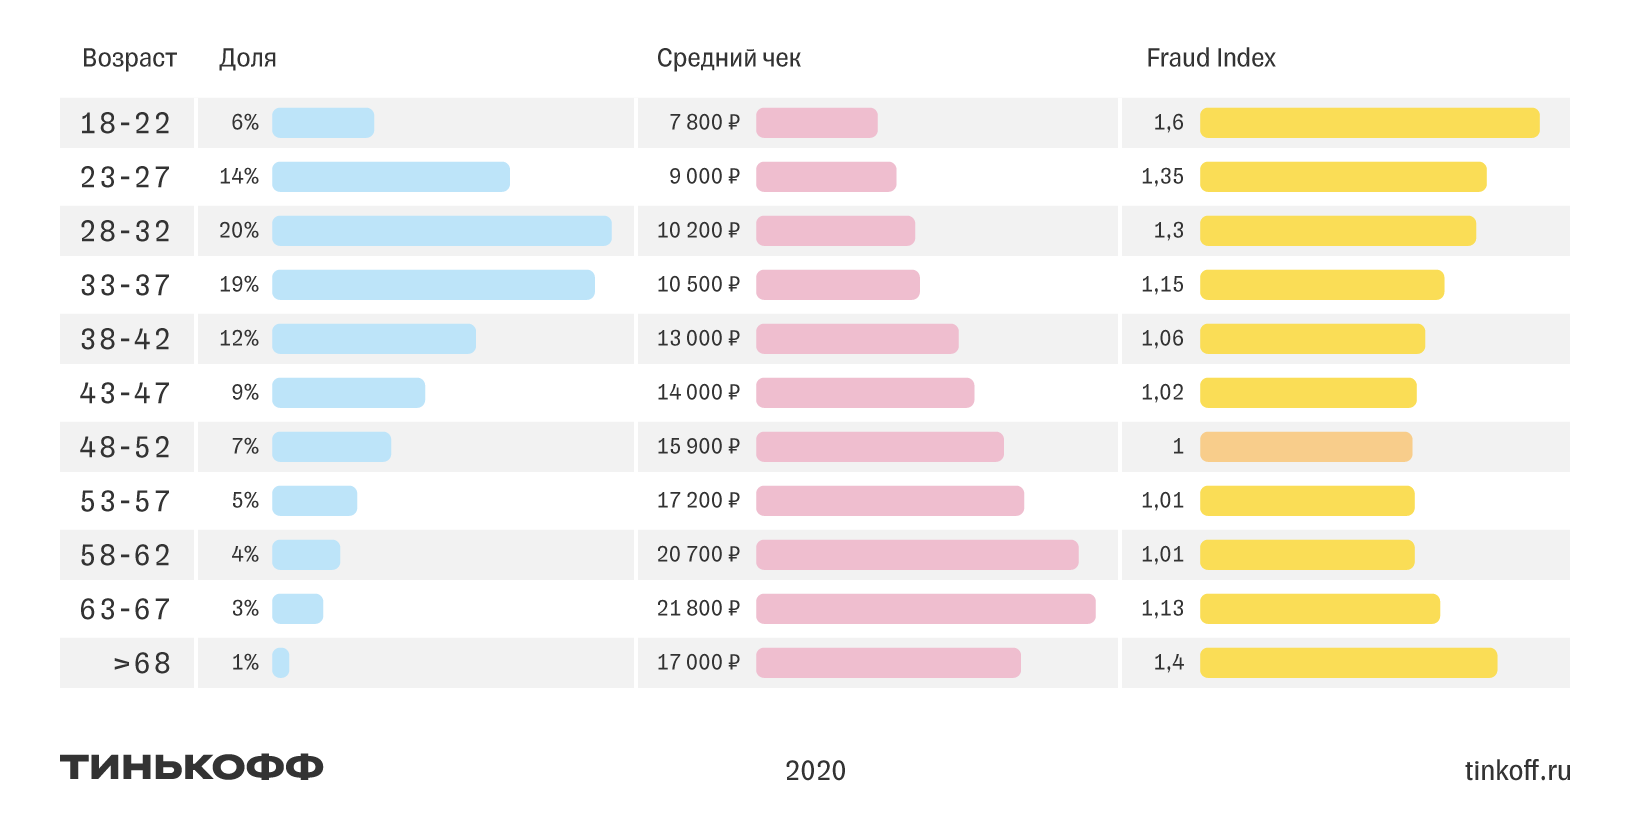 Возраст Доля Средний чек Fraud Index
18-22 6% 7 800 ₽ 1,6
23-27 14% 9 000 ₽ 1,35
28-32 20% 10 200 ₽ 1,3
33-37 19% 10 500 ₽ 1,15
38-42 12% 13 000 ₽ 1,06
43-47 9% 14 000 ₽ 1,02
48-52 7% 15 900 ₽ 1
53-57 5% 17 200 ₽ 1,01
58-62 4% 20 700 ₽ 1,01
63-67 3% 21 800 ₽ 1,13
>68 1% 17 000 ₽ 1,4
ТИНЬКОФФ 2020 tinkoff.ru